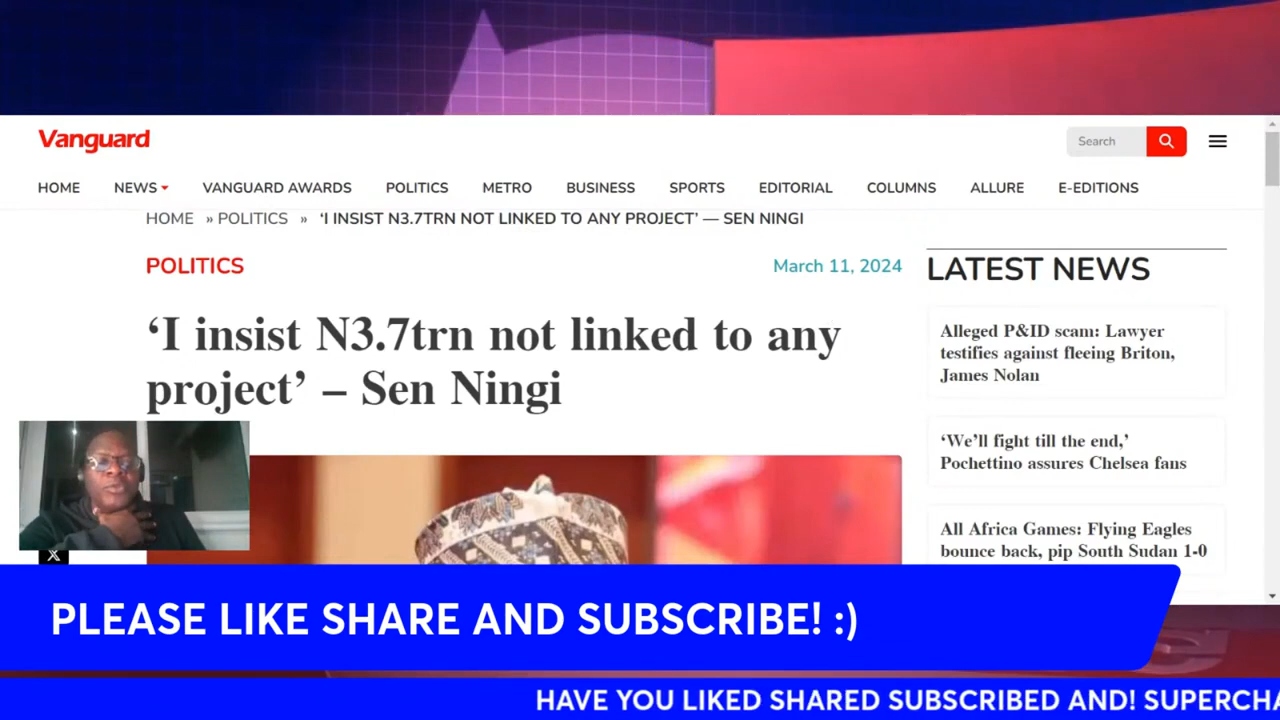 Vanguard
Search
HOME
NEWS
VANGUARD AWARDS
POLITICS
METRO
BUSINESS
SPORTS
EDITORIAL
COLUMNS
ALLURE
E-EDITIONS
HOME » POLITICS » ‘I INSIST N3.7TRN NOT LINKED TO ANY PROJECT’ — SEN NINGI
POLITICS
March 11, 2024
‘I insist N3.7trn not linked to any
project’ – Sen Ningi
LATEST NEWS
Alleged P&ID scam: Lawyer
testifies against fleeing Briton,
James Nolan
‘We’ll fight till the end,’
Pochettino assures Chelsea fans
All Africa Games: Flying Eagles
bounce back, pip South Sudan 1-0
PLEASE LIKE SHARE AND SUBSCRIBE! :)
HAVE YOU LIKED SHARED SUBSCRIBED AND! SUPERCHA